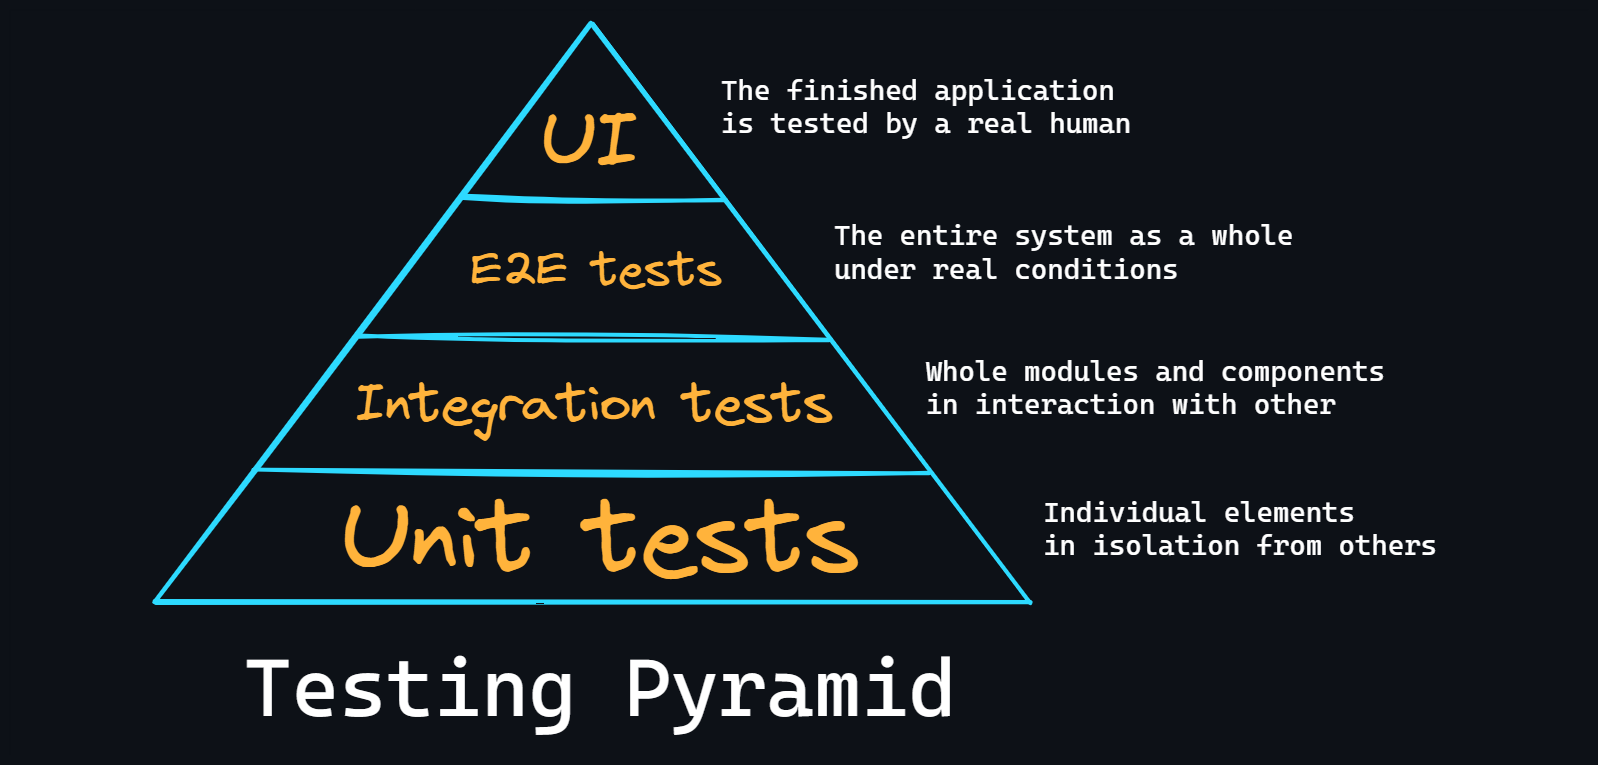 UI
The finished application
is tested by a real human
E2E tests
The entire system as a whole
under real conditions
Integration tests
Whole modules and components
in interaction with other
Unit tests
Individual elements
in isolation from others
Testing Pyramid